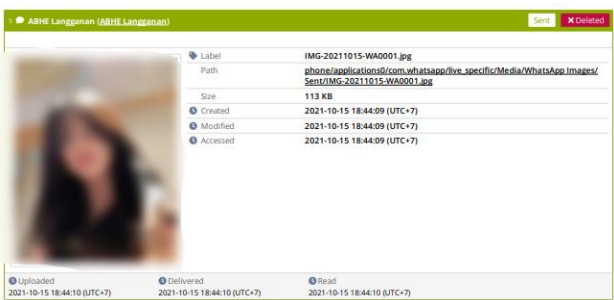 3 ABHE Langganan (ABHE Langganan) Sent ✕Deleted
Label IMG-20211015-WA0001.jpg
Path phone/applications0/com.whatsapp/live_specific/Media/WhatsApp Images/
Sent/IMG-20211015-WA0001.jpg
Size 113 KB
Created 2021-10-15 18:44:09 (UTC+7)
Modified 2021-10-15 18:44:09 (UTC+7)
Accessed 2021-10-15 18:44:09 (UTC+7)
Uploaded Delivered Read
2021-10-15 18:44:10 (UTC+7) 2021-10-15 18:44:10 (UTC+7) 2021-10-15 18:44:10 (UTC+7)